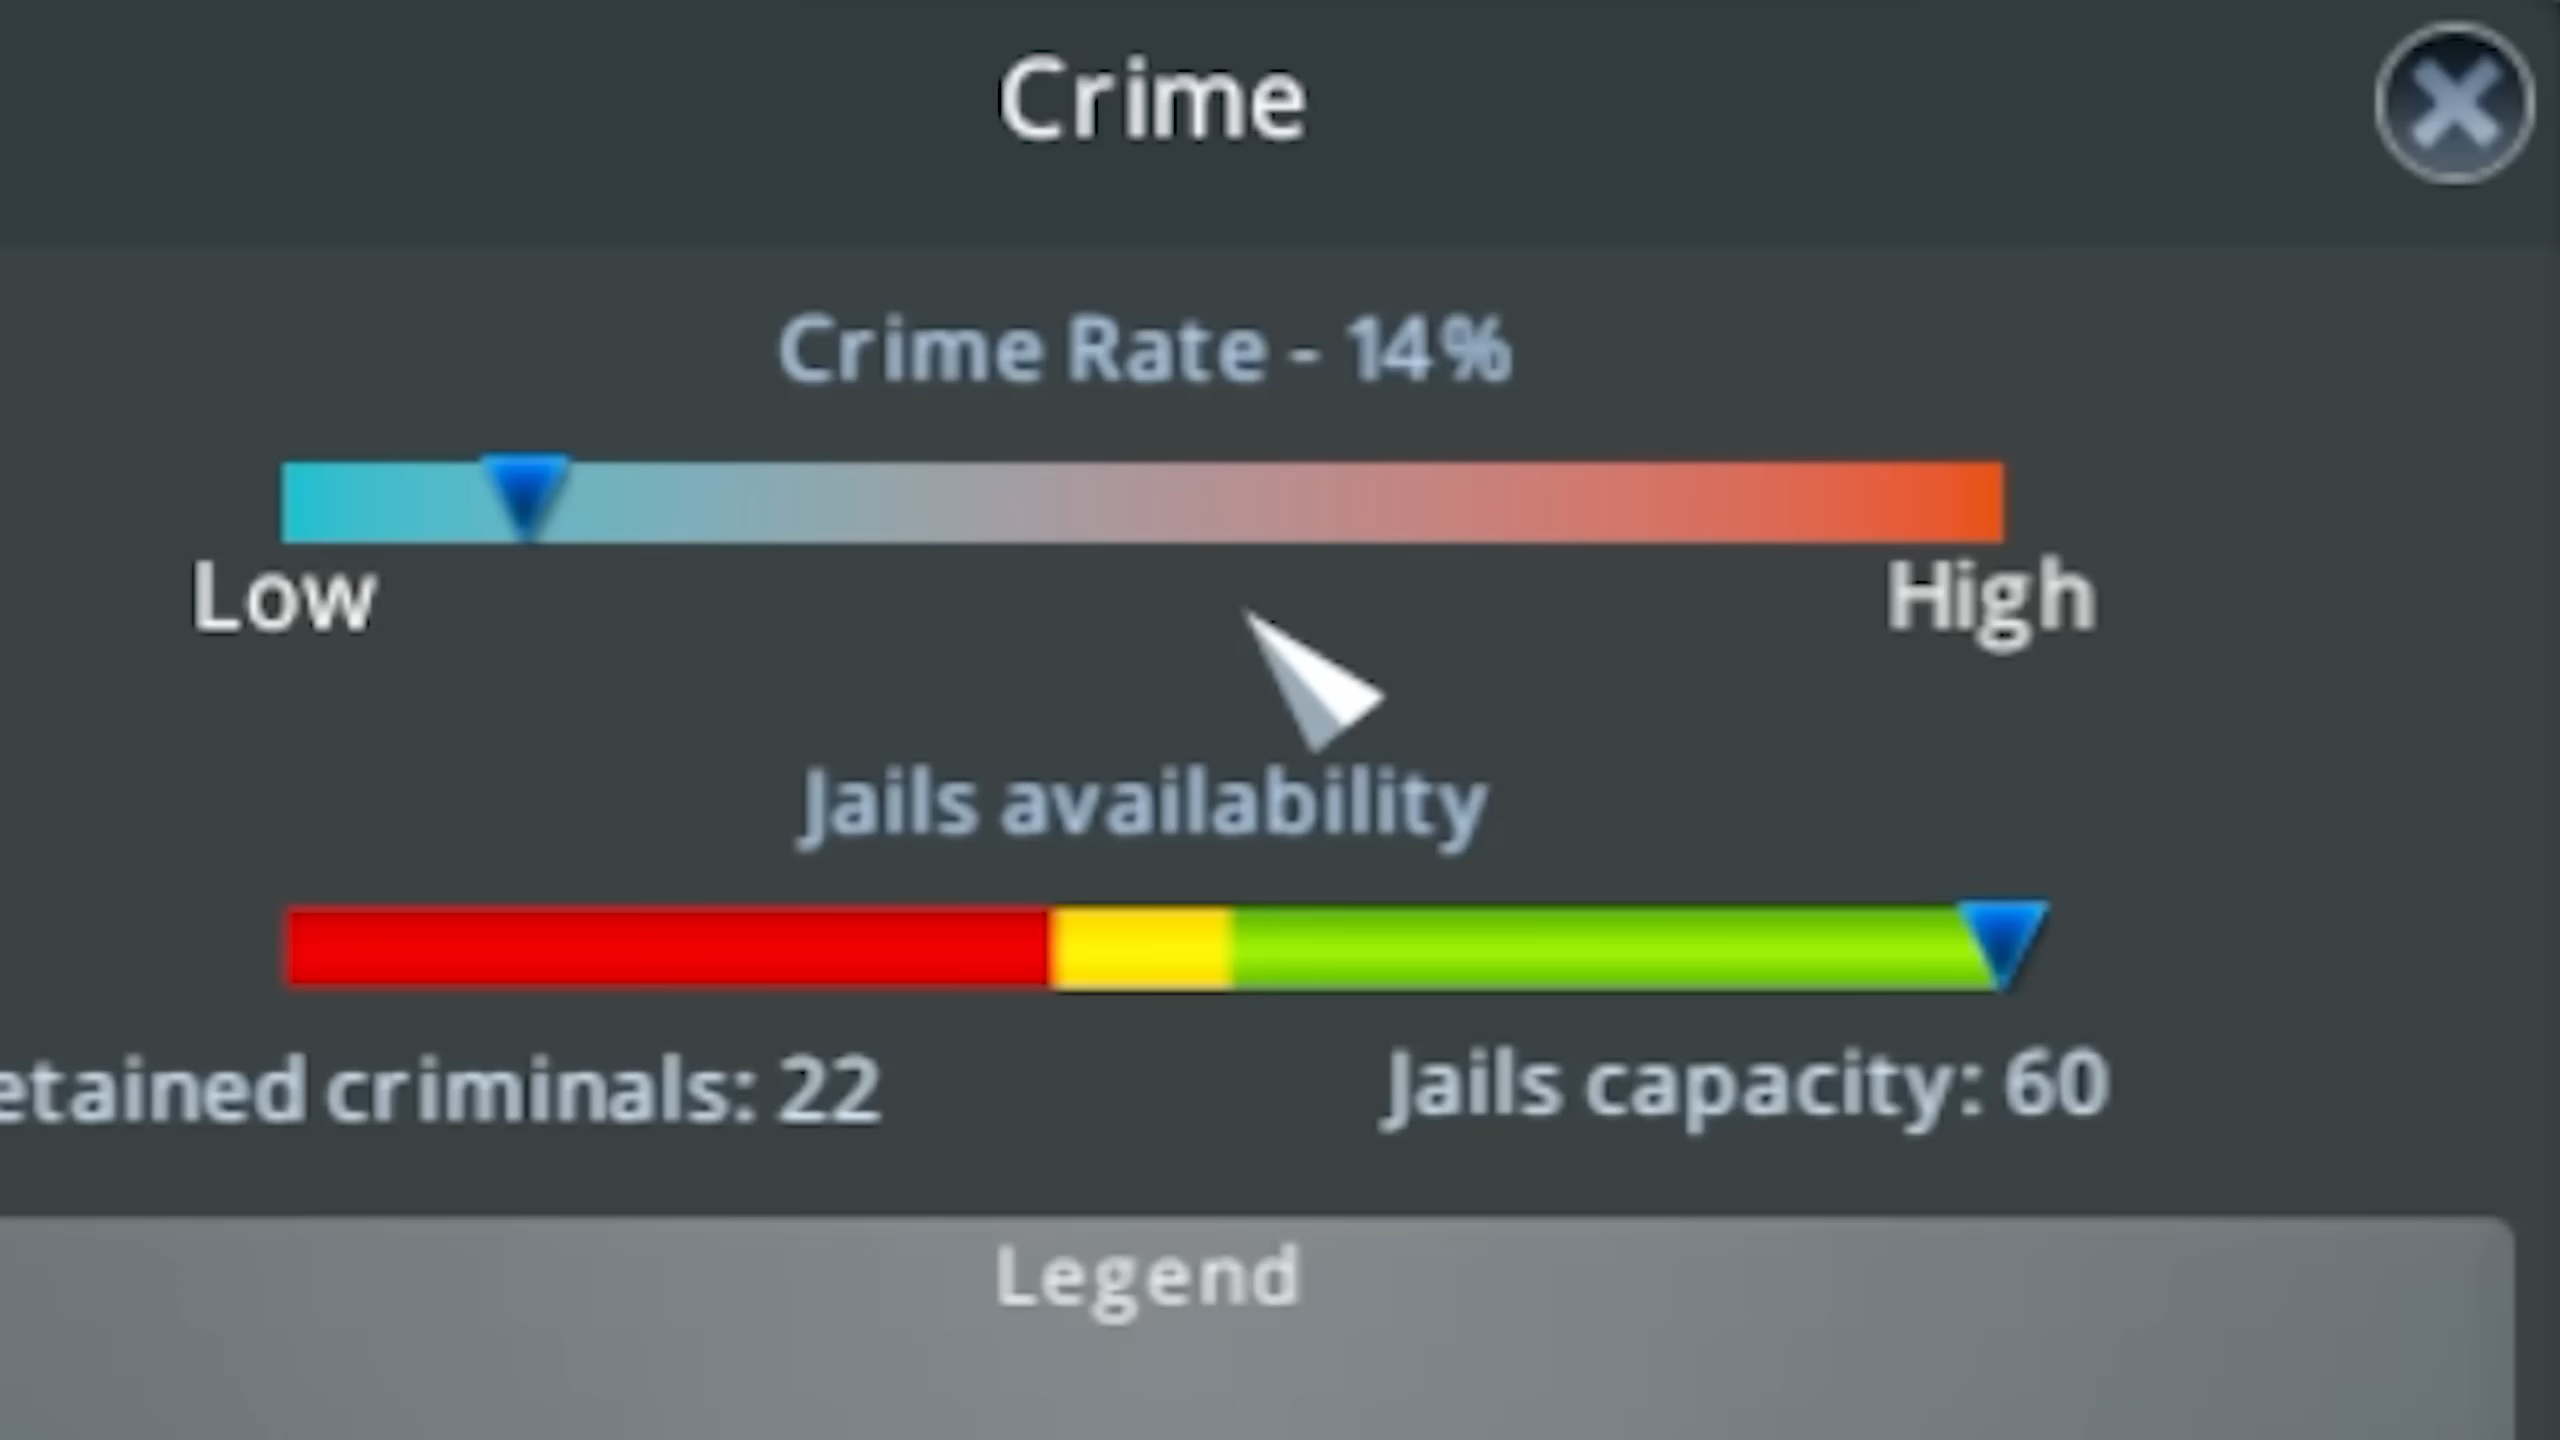 Crime
Crime Rate - 14%
Low
High
Jails availability
etained criminals: 22
Jails capacity: 60
Legend